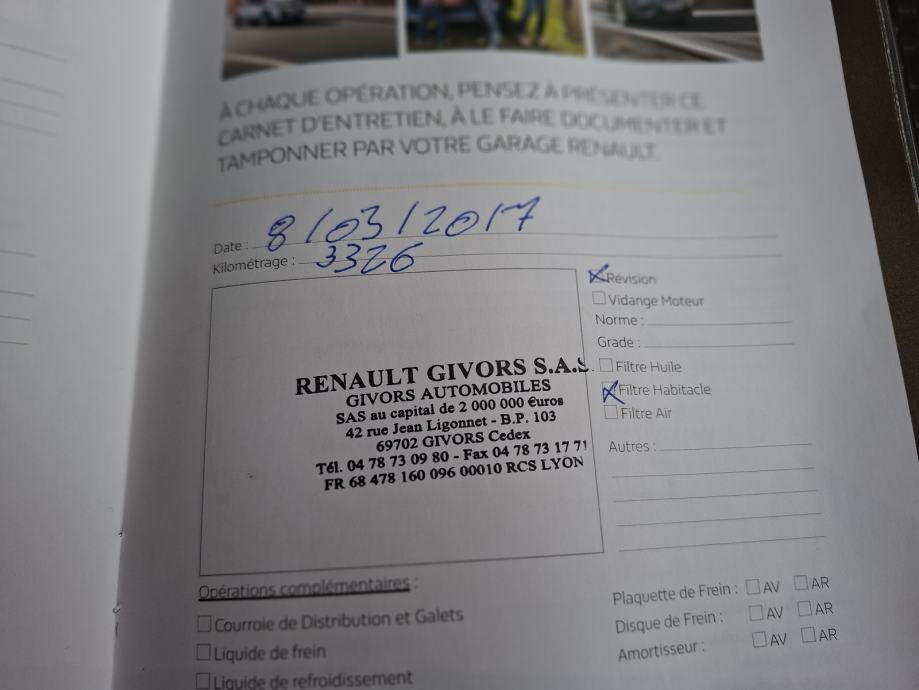 À CHAQUE OPÉRATION, PENSEZ À PRÉSENTER CE
CARNET D'ENTRETIEN, À LE FAIRE DOCUMENTER ET
TAMPONNER PAR VOTRE GARAGE RENAULT.
Date : 8/03/2017
Kilométrage : 3326
RENAULT GIVORS S.A.S.
GIVORS AUTOMOBILES
SAS au capital de 2 000 000 €uros
42 rue Jean Ligonnet - B.P. 103
69702 GIVORS Cedex
Tél. 04 78 73 09 80 - Fax 04 78 73 17 71
FR 68 478 160 096 00010 RCS LYON
Révision
Vidange Moteur
Norme :
Grade :
Filtre Huile
Filtre Habitacle
Filtre Air
Autres :
Opérations complémentaires :
Courroie de Distribution et Galets
Liquide de frein
Liquide de refroidissement
Plaquette de Frein : AV AR
Disque de Frein : AV AR
Amortisseur : AV AR